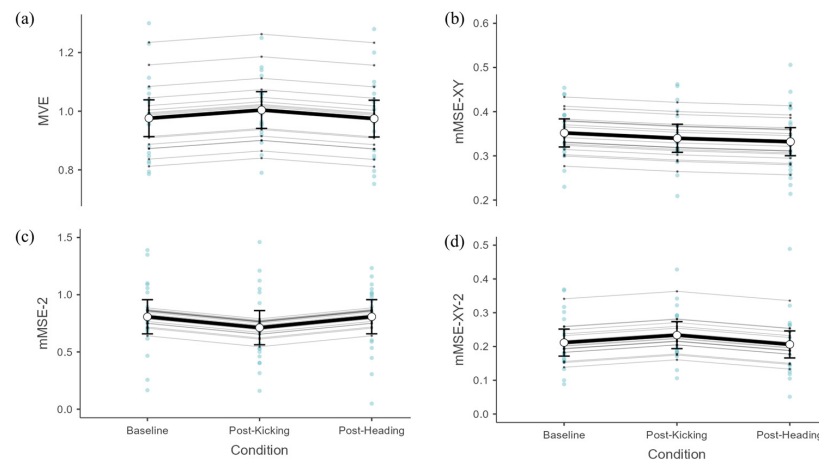 (a)
MVE
1.2
1.0
0.8
(b)
mMSE-XY
0.6
0.5
0.4
0.3
0.2
(c)
mMSE-2
1.5
1.0
0.5
0.0
Baseline
Post-Kicking
Post-Heading
Condition
(d)
mMSE-XY-2
0.5
0.4
0.3
0.2
0.1
0.0
Baseline
Post-Kicking
Post-Heading
Condition